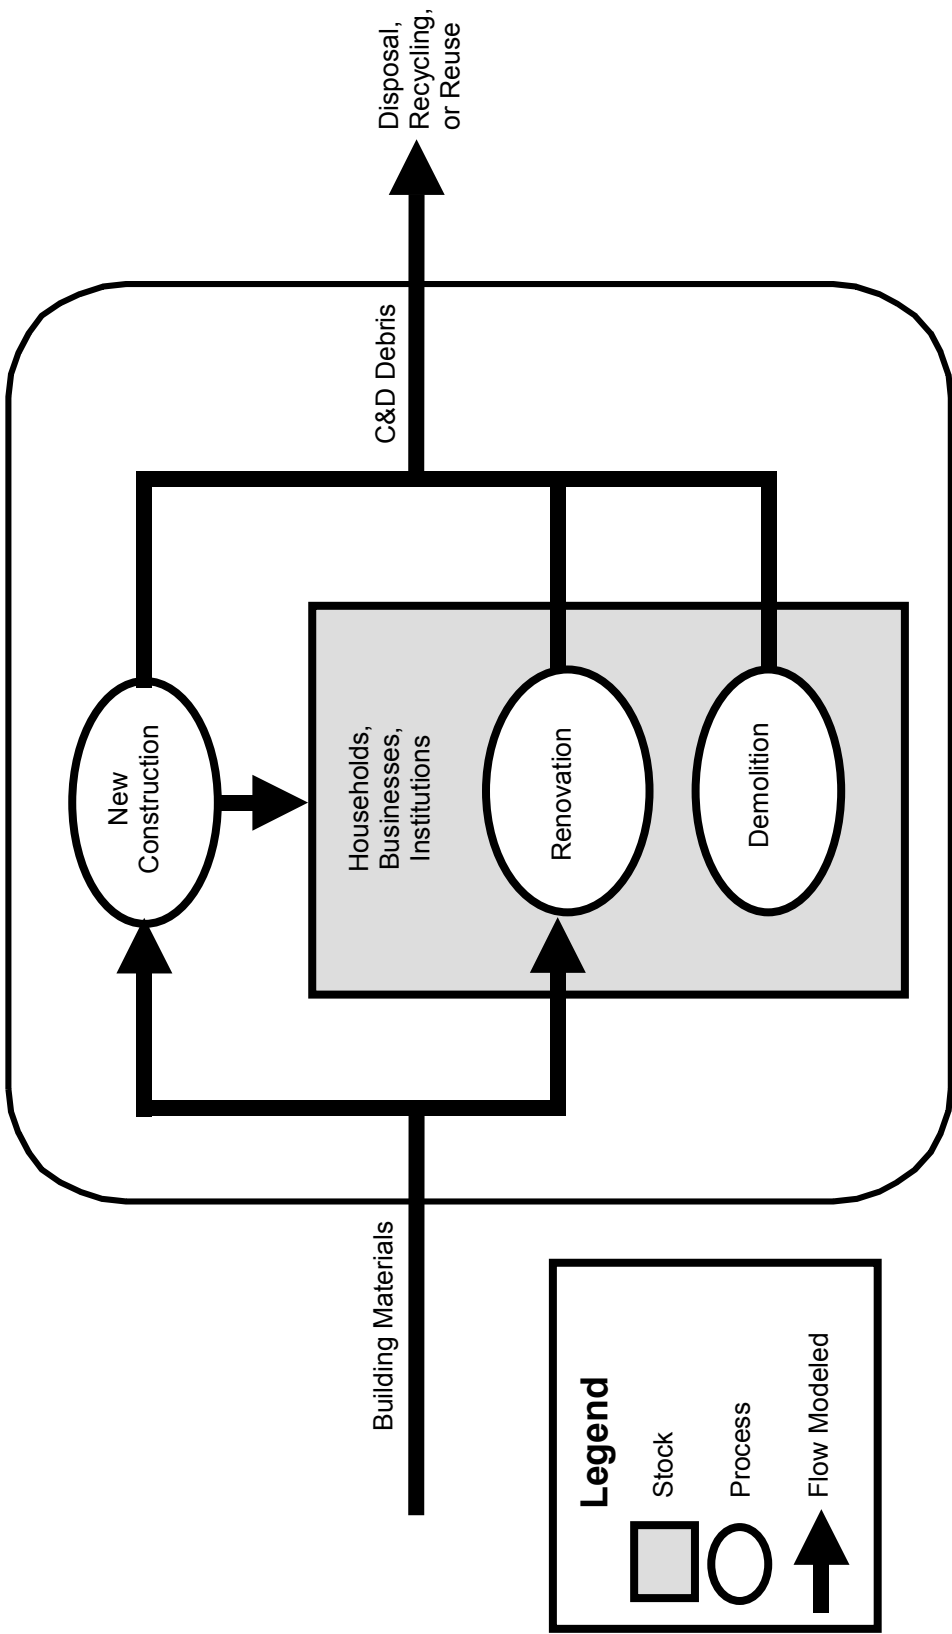 Building Materials
New
Construction
Households,
Businesses,
Institutions
Renovation
Demolition
C&D Debris
Disposal,
Recycling,
or Reuse
Legend
Stock
Process
Flow Modeled